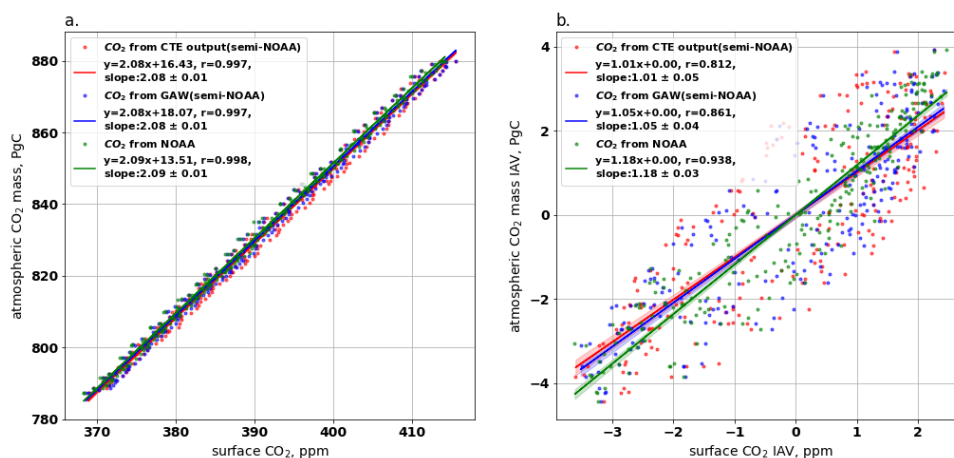 a.
CO₂ from CTE output(semi-NOAA)
y=2.08x+16.43, r=0.997,
slope:2.08 ± 0.01
CO₂ from GAW(semi-NOAA)
y=2.08x+18.07, r=0.997,
slope:2.08 ± 0.01
CO₂ from NOAA
y=2.09x+13.51, r=0.998,
slope:2.09 ± 0.01
atmospheric CO₂ mass, PgC
880
860
840
820
800
780
370 380 390 400 410
surface CO₂, ppm
b.
CO₂ from CTE output(semi-NOAA)
y=1.01x+0.00, r=0.812,
slope:1.01 ± 0.05
CO₂ from GAW(semi-NOAA)
y=1.05x+0.00, r=0.861,
slope:1.05 ± 0.04
CO₂ from NOAA
y=1.18x+0.00, r=0.938,
slope:1.18 ± 0.03
atmospheric CO₂ mass IAV, PgC
4
2
0
−2
−4
−3 −2 −1 0 1 2
surface CO₂ IAV, ppm